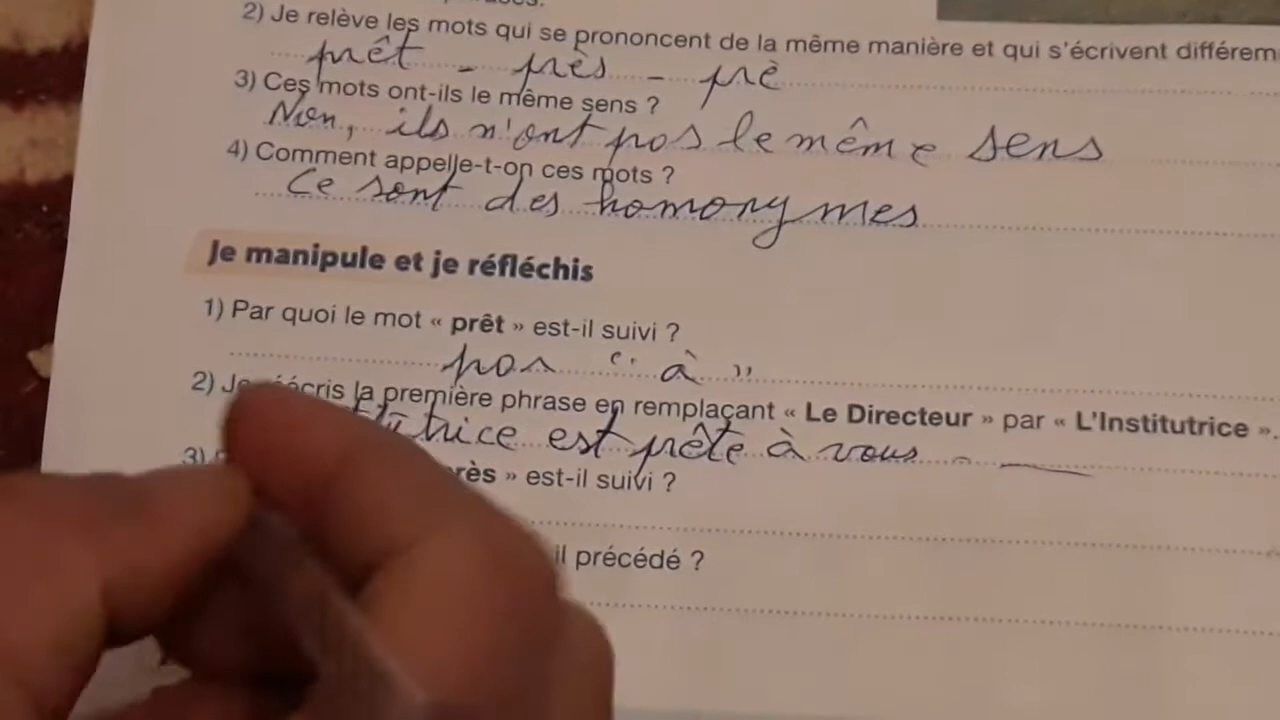 2) Je relève les mots qui se prononcent de la même manière et qui s'écrivent différem
prêt - près - prè
3) Ces mots ont-ils le même sens ?
Non, ils n'ont pas le même sens
4) Comment appelle-t-on ces mots ?
Ce sont des homonymes
Je manipule et je réfléchis
1) Par quoi le mot « prêt » est-il suivi ?
par " à "
2) Je réécris la première phrase en remplaçant « Le Directeur » par « L'Institutrice ».
trice est prête à vous
3) rès » est-il suivi ?
il précédé ?